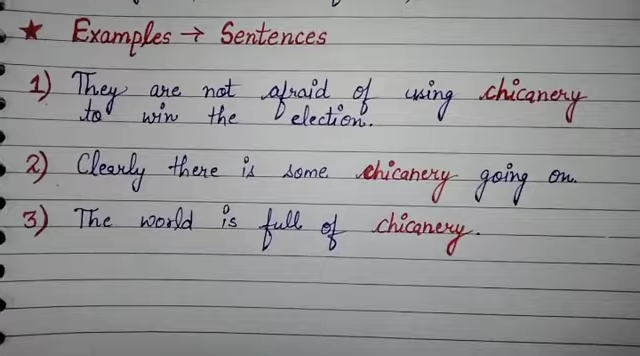 ★ Examples → Sentences
1) They are not afraid of using chicanery
to win the election.
2) Clearly there is some chicanery going on.
3) The world is full of chicanery.